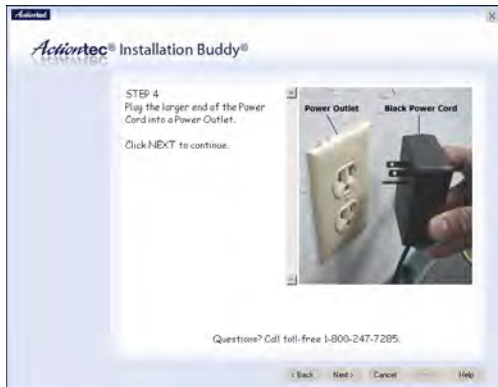 Actiontec
Actiontec® Installation Buddy®
STEP 4
Plug the larger end of the Power
Cord into a Power Outlet.
Click NEXT to continue.
Power Outlet
Black Power Cord
Questions? Call toll-free 1-800-247-7285.
< Back Next > Cancel Help